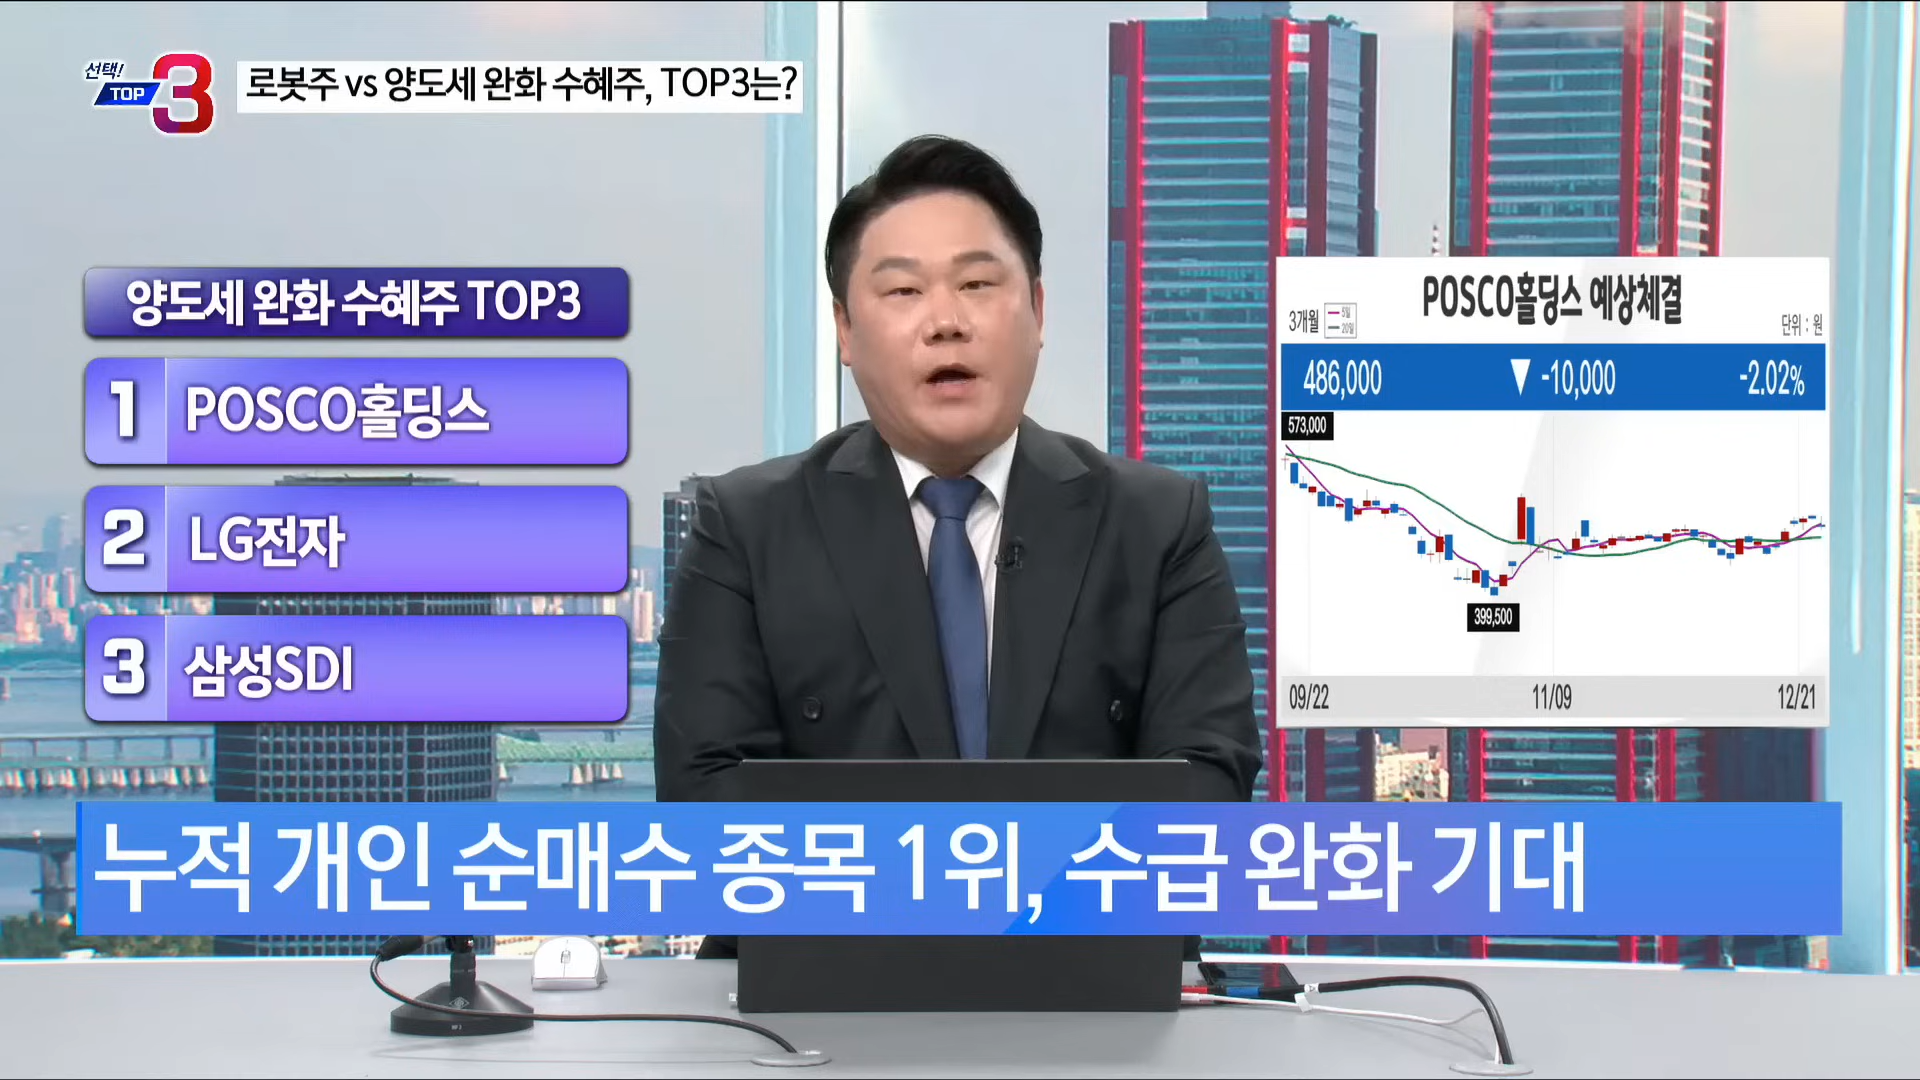 선택!
TOP
3
로봇주 vs 양도세 완화 수혜주, TOP3는?
양도세 완화 수혜주 TOP3
1 POSCO홀딩스
2 LG전자
3 삼성SDI
POSCO홀딩스 예상체결
3개월
5일
20일
단위 : 원
486,000 ▼ -10,000 -2.02%
573,000
399,500
09/22 11/09 12/21
누적 개인 순매수 종목 1위, 수급 완화 기대